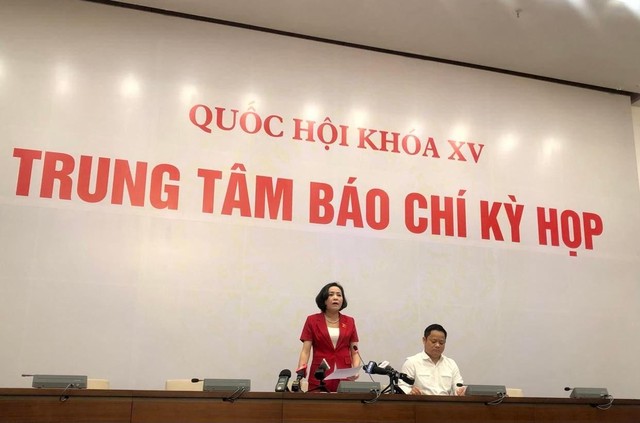 QUỐC HỘI KHÓA XV
TRUNG TÂM BÁO CHÍ KỲ HỌP